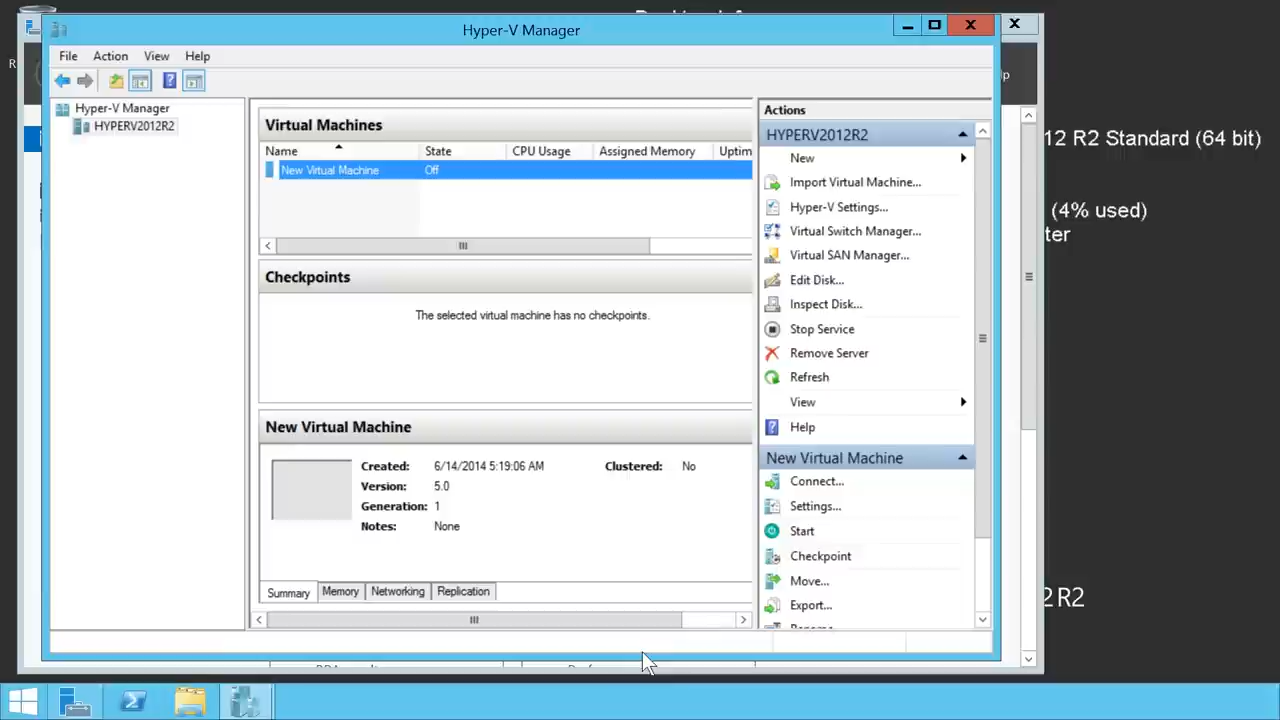 Hyper-V Manager
File Action View Help
Hyper-V Manager
HYPERV2012R2
Virtual Machines
Name State CPU Usage Assigned Memory Uptim
New Virtual Machine Off
Checkpoints
The selected virtual machine has no checkpoints.
New Virtual Machine
Created: 6/14/2014 5:19:06 AM Clustered: No
Version: 5.0
Generation: 1
Notes: None
Summary Memory Networking Replication
Actions
HYPERV2012R2
New
Import Virtual Machine...
Hyper-V Settings...
Virtual Switch Manager...
Virtual SAN Manager...
Edit Disk...
Inspect Disk...
Stop Service
Remove Server
Refresh
View
Help
New Virtual Machine
Connect...
Settings...
Start
Checkpoint
Move...
Export...
12 R2 Standard (64 bit)
(4% used)
ter
2 R2